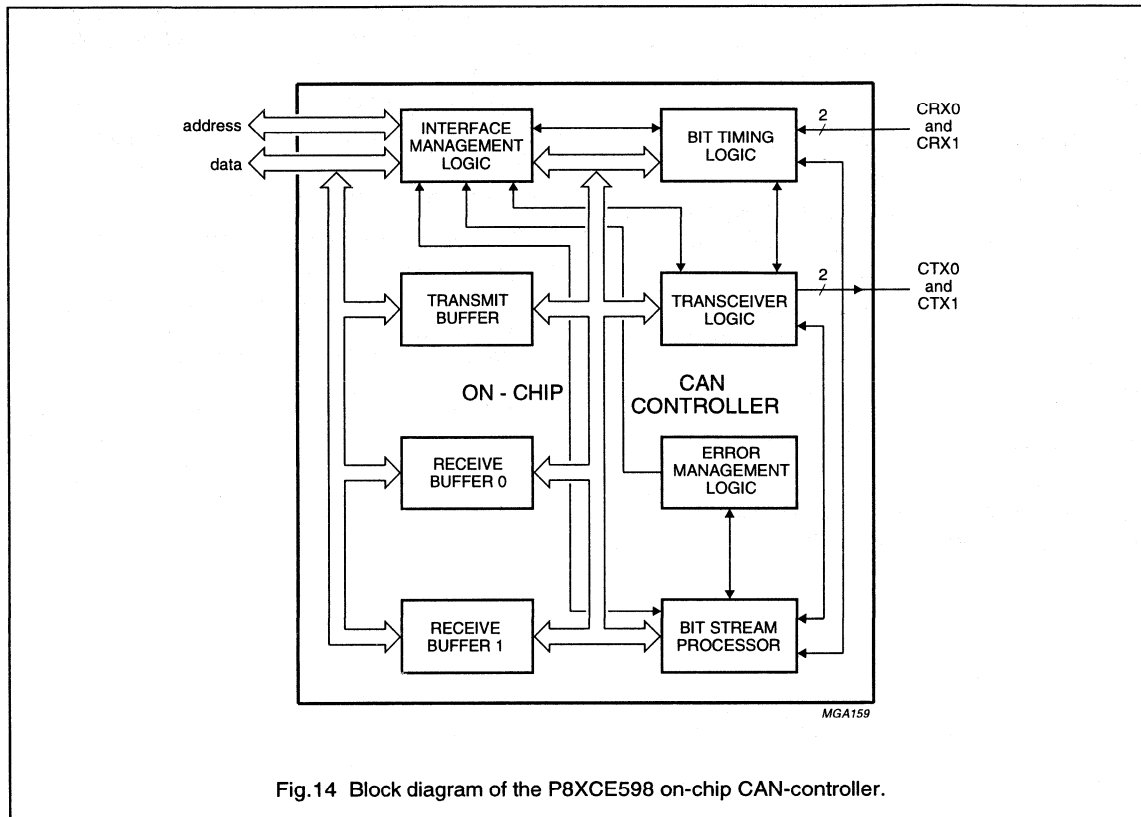 address
data
INTERFACE
MANAGEMENT
LOGIC
BIT TIMING
LOGIC
2
CRX0
and
CRX1
TRANSMIT
BUFFER
TRANSCEIVER
LOGIC
2
CTX0
and
CTX1
ON - CHIP
CAN
CONTROLLER
RECEIVE
BUFFER 0
ERROR
MANAGEMENT
LOGIC
RECEIVE
BUFFER 1
BIT STREAM
PROCESSOR
MGA159
Fig.14 Block diagram of the P8XCE598 on-chip CAN-controller.